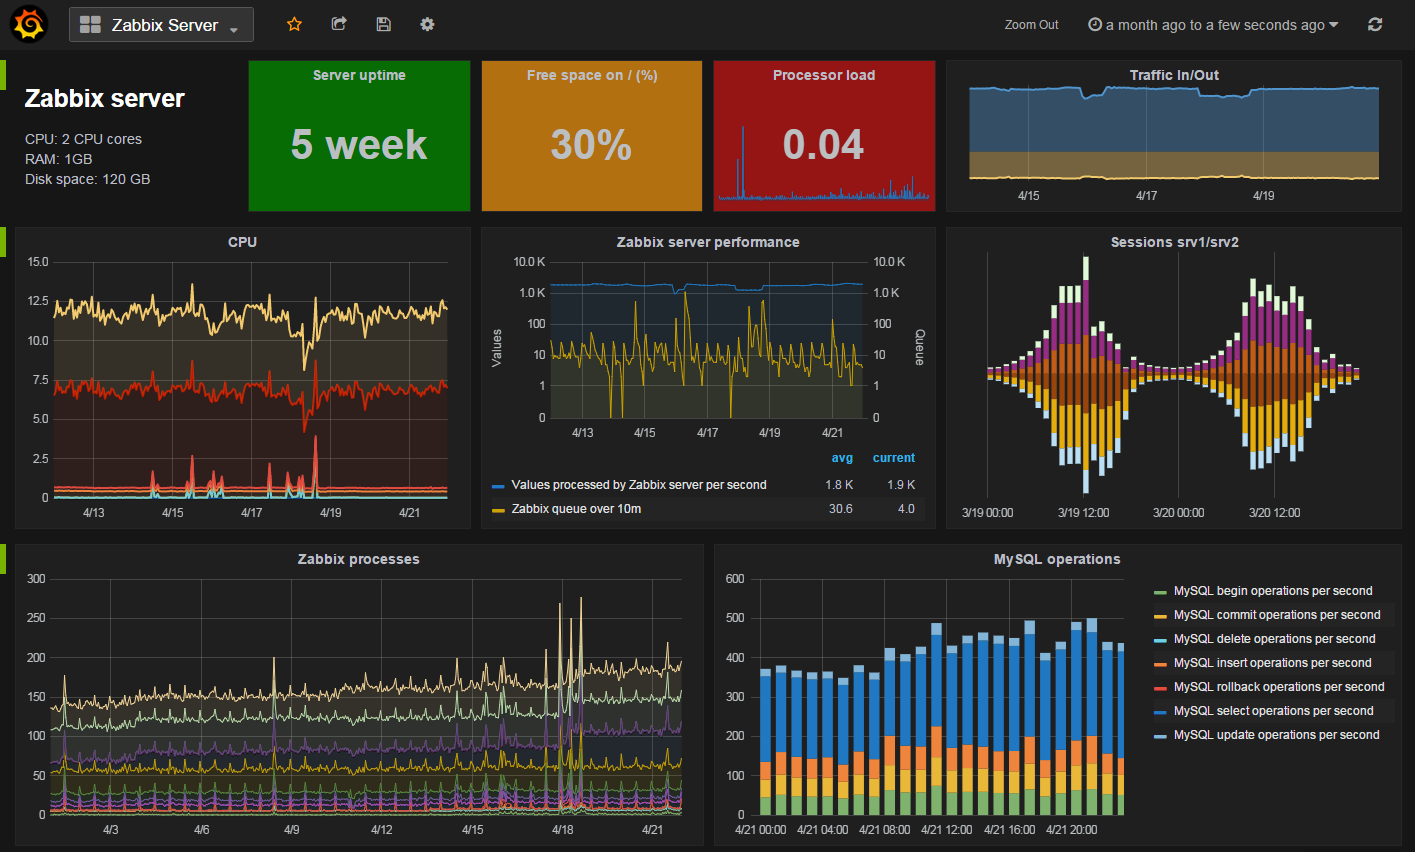 Zabbix Server
Zoom Out
a month ago to a few seconds ago
Zabbix server
CPU: 2 CPU cores
RAM: 1GB
Disk space: 120 GB
Server uptime
5 week
Free space on / (%)
30%
Processor load
0.04
Traffic In/Out
4/15 4/17 4/19
CPU
15.0
12.5
10.0
7.5
5.0
2.5
0
4/13 4/15 4/17 4/19 4/21
Zabbix server performance
10.0 K 10.0 K
1.0 K 1.0 K
100 100
10 10
1 1
0 0
Values
Queue
4/13 4/15 4/17 4/19 4/21
avg current
Values processed by Zabbix server per second 1.8 K 1.9 K
Zabbix queue over 10m 30.6 4.0
Sessions srv1/srv2
3/19 00:00 3/19 12:00 3/20 00:00 3/20 12:00
Zabbix processes
300
250
200
150
100
50
0
4/3 4/6 4/9 4/12 4/15 4/18 4/21
MySQL operations
600
500
400
300
200
100
0
4/21 00:00 4/21 04:00 4/21 08:00 4/21 12:00 4/21 16:00 4/21 20:00
MySQL begin operations per second
MySQL commit operations per second
MySQL delete operations per second
MySQL insert operations per second
MySQL rollback operations per second
MySQL select operations per second
MySQL update operations per second